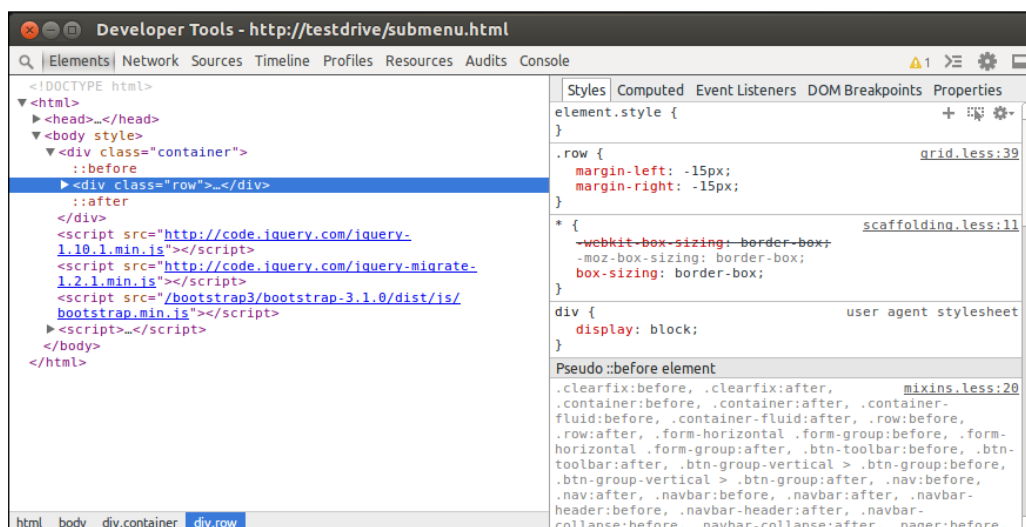 Developer Tools - http://testdrive/submenu.html
Elements Network Sources Timeline Profiles Resources Audits Console
1
<!DOCTYPE html>
▼<html>
▶<head>…</head>
▼<body style>
▼<div class="container">
::before
▶<div class="row">…</div>
::after
</div>
<script src="http://code.jquery.com/jquery-
1.10.1.min.js"></script>
<script src="http://code.jquery.com/jquery-migrate-
1.2.1.min.js"></script>
<script src="/bootstrap3/bootstrap-3.1.0/dist/js/
bootstrap.min.js"></script>
▶<script>…</script>
</body>
</html>
html body div.container div.row
Styles Computed Event Listeners DOM Breakpoints Properties
element.style {
}
.row { grid.less:39
margin-left: -15px;
margin-right: -15px;
}
* { scaffolding.less:11
-webkit-box-sizing: border-box;
-moz-box-sizing: border-box;
box-sizing: border-box;
}
div { user agent stylesheet
display: block;
}
Pseudo ::before element
.clearfix:before, .clearfix:after, mixins.less:20
.container:before, .container:after, .container-
fluid:before, .container-fluid:after, .row:before,
.row:after, .form-horizontal .form-group:before, .form-
horizontal .form-group:after, .btn-toolbar:before, .btn-
toolbar:after, .btn-group-vertical > .btn-group:before,
.btn-group-vertical > .btn-group:after, .nav:before,
.nav:after, .navbar:before, .navbar:after, .navbar-
header:before, .navbar-header:after, .navbar-
collapse:before, .navbar-collapse:after, .pager:before,